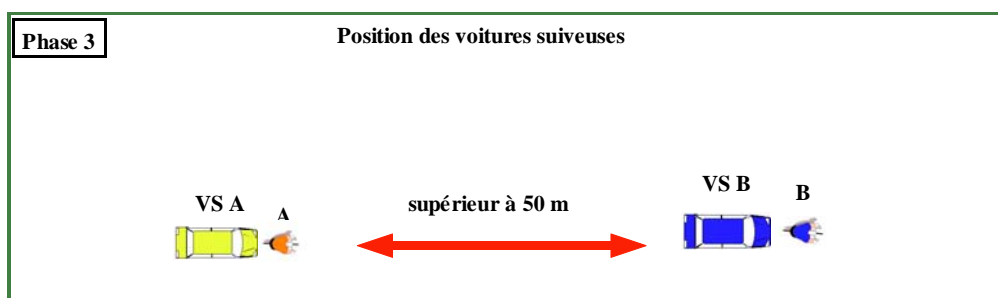 Phase 3
Position des voitures suiveuses
VS A
A
supérieur à 50 m
VS B
B